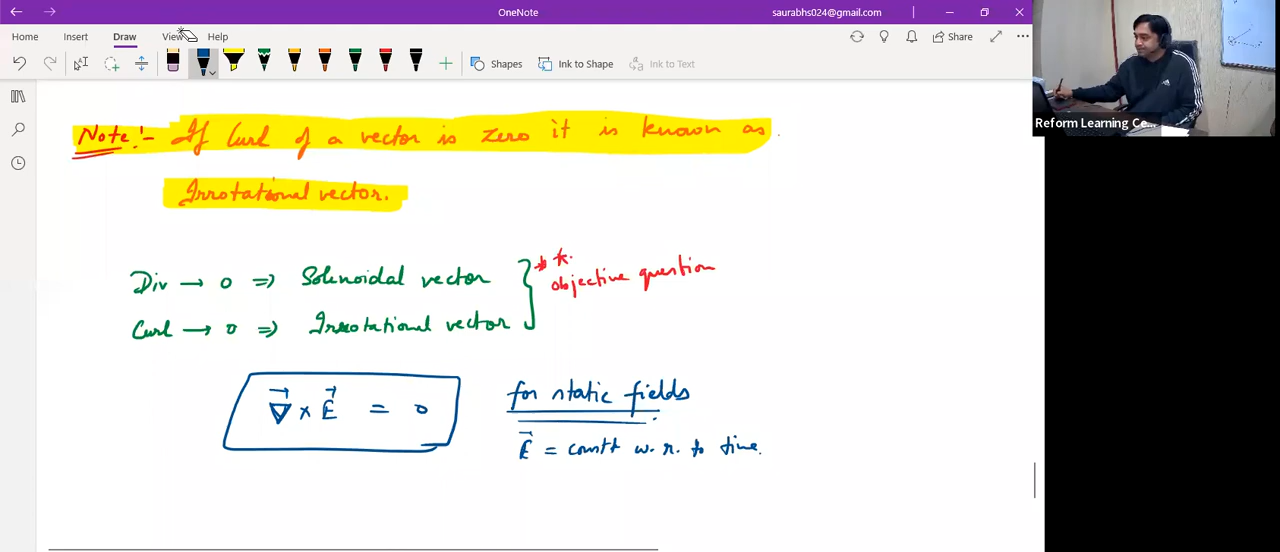 OneNote
saurabhs024@gmail.com
Home Insert Draw View Help
Share
Shapes Ink to Shape Ink to Text
Note:- If Curl of a vector is zero it is known as
Irrotational vector.
Div → 0 => Solenoidal vector
Curl → 0 => Irrotational vector
** objective question
∇ × E = 0
for static fields
E = constt w.r. to time.
Reform Learning Ce...